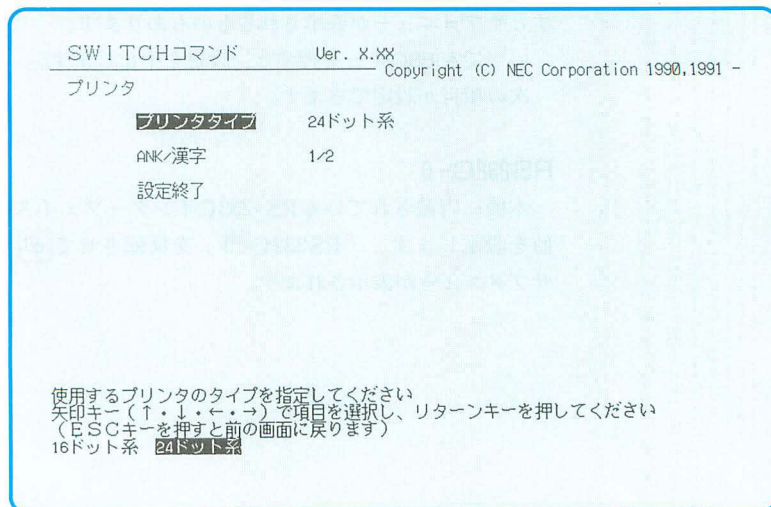 SWITCHコマンド Ver. X.XX
Copyright (C) NEC Corporation 1990,1991 -
プリンタ
プリンタタイプ 24ドット系
ANK/漢字 1/2
設定終了
使用するプリンタのタイプを指定してください
矢印キー(↑・↓・←・→)で項目を選択し、リターンキーを押してください
(ESCキーを押すと前の画面に戻ります)
16ドット系 24ドット系